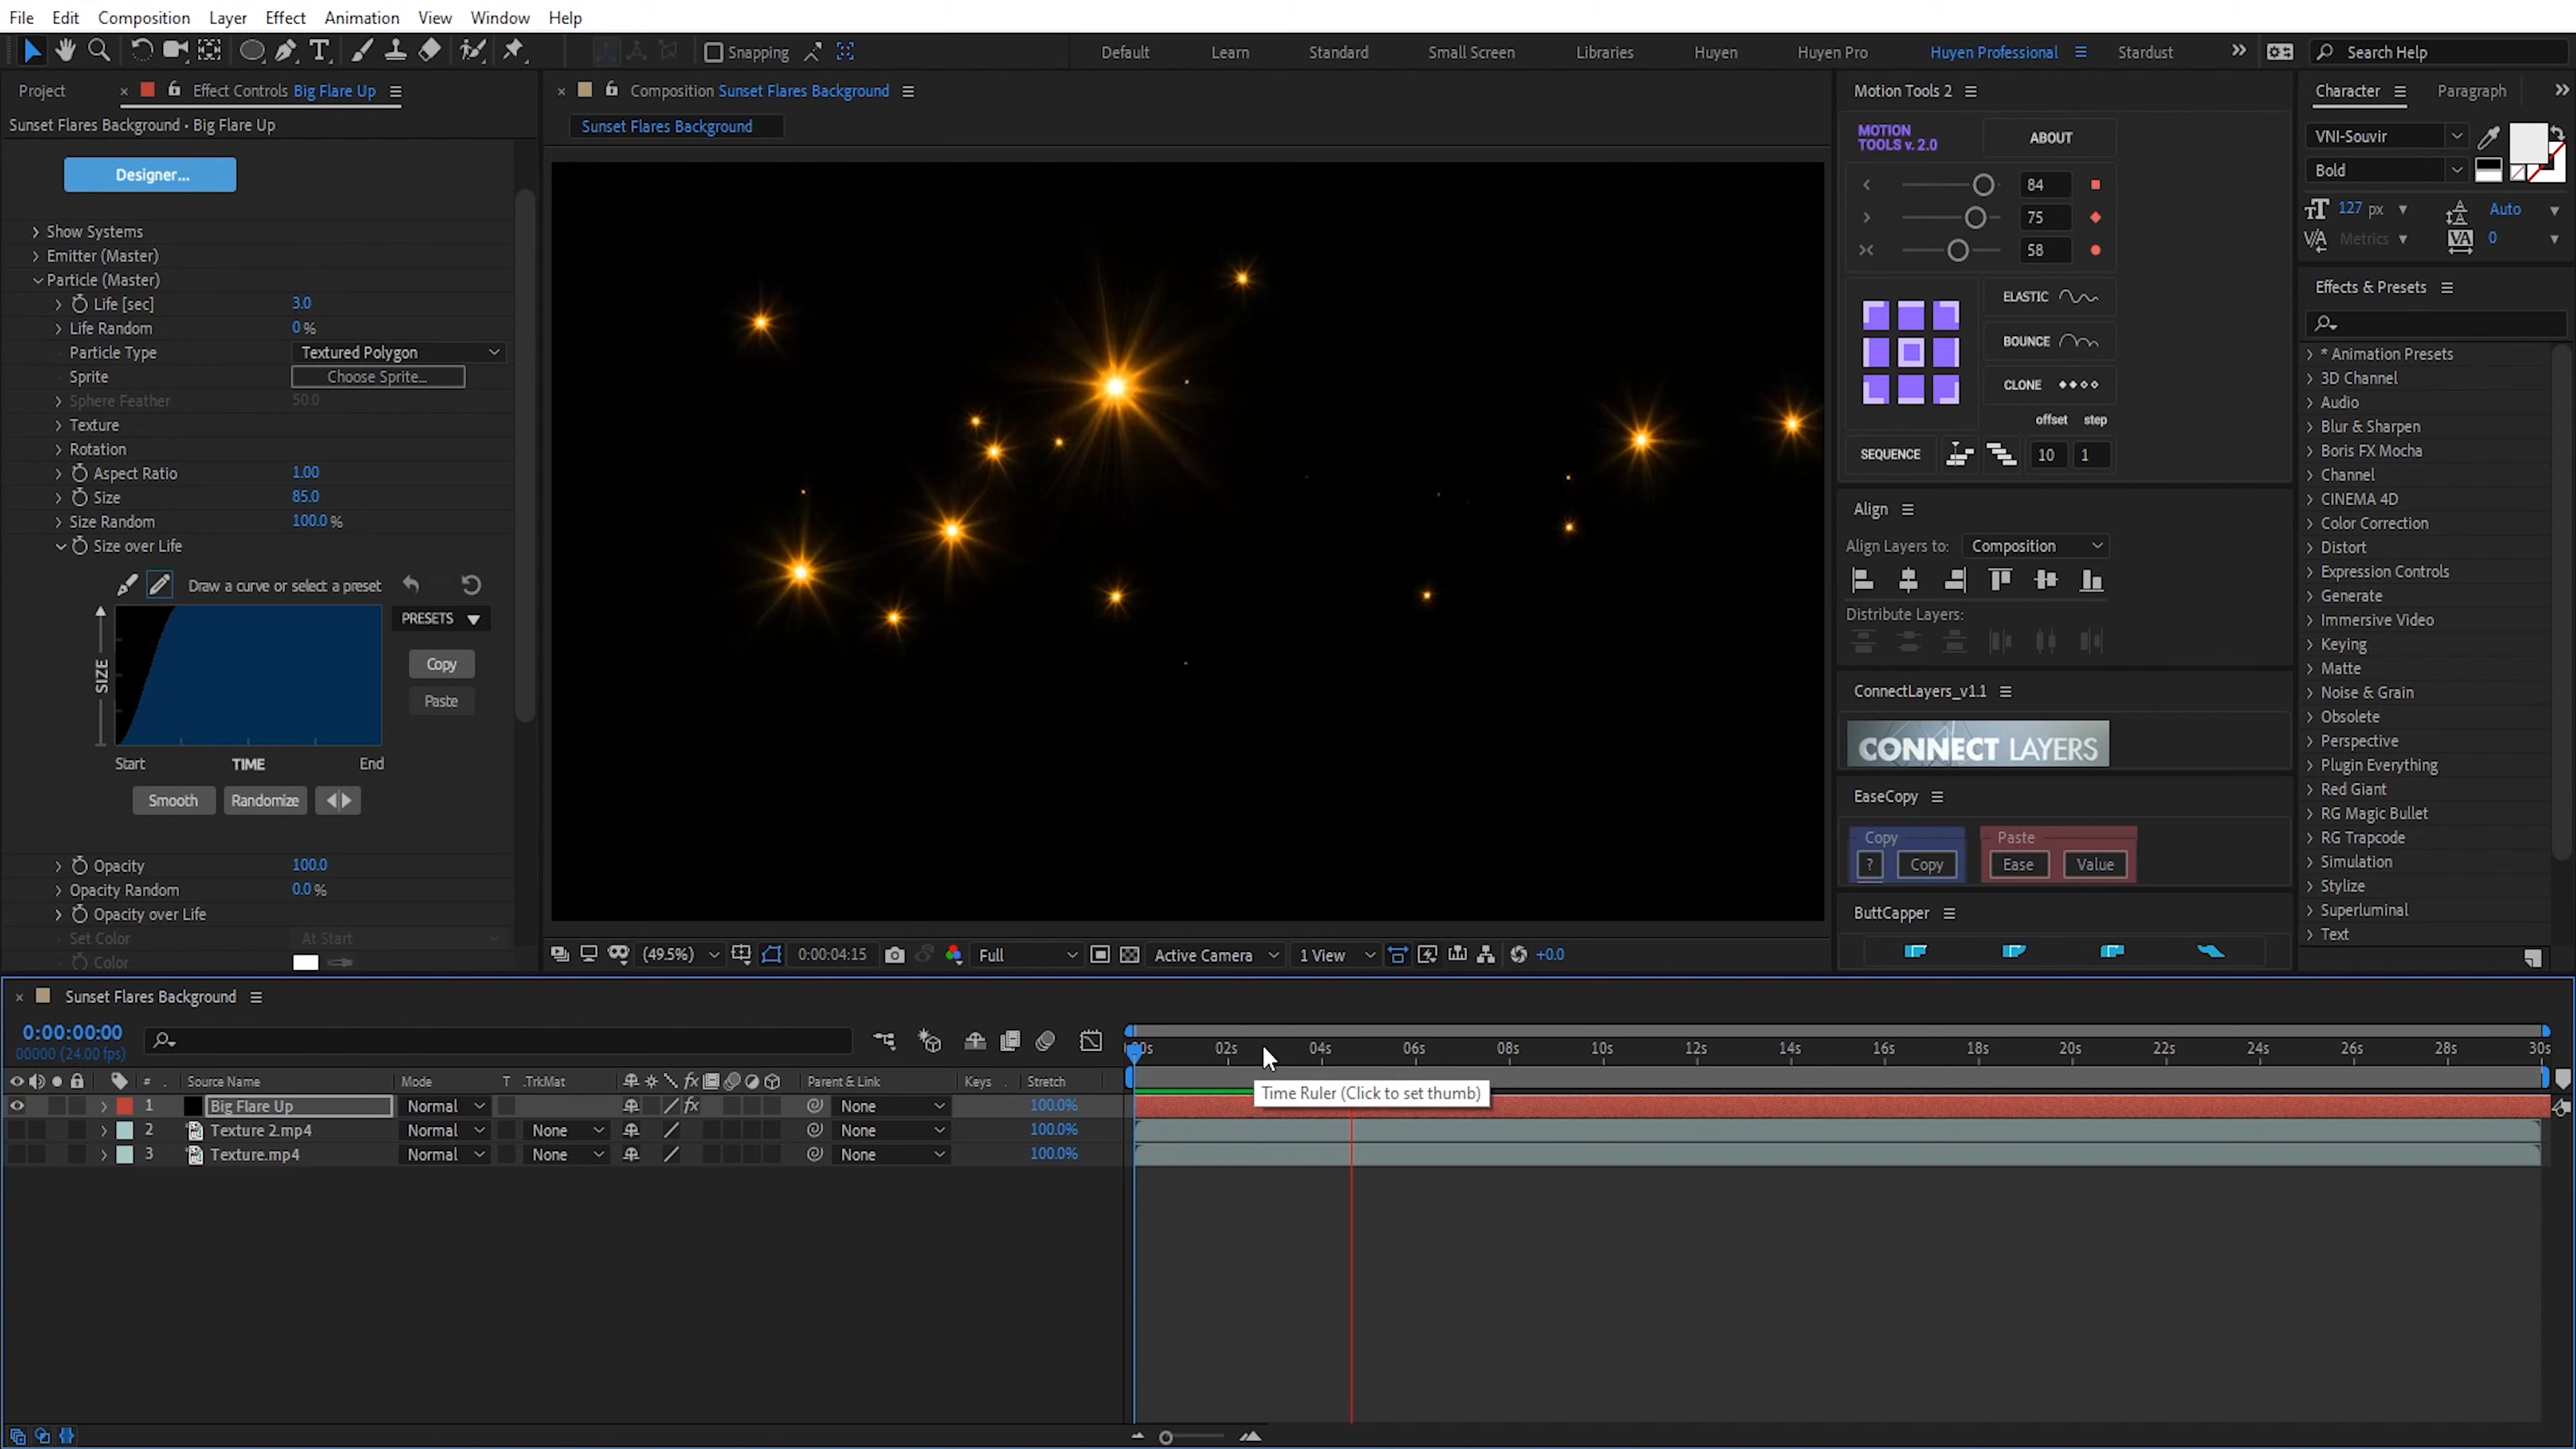 File Edit Composition Layer Effect Animation View Window Help
Snapping Default Learn Standard Small Screen Libraries Huyen Huyen Pro Huyen Professional Stardust Search Help
Project Effect Controls Big Flare Up
Sunset Flares Background • Big Flare Up
Designer...
Show Systems
Emitter (Master)
Particle (Master)
Life [sec] 3.0
Life Random 0 %
Particle Type Textured Polygon
Sprite Choose Sprite...
Sphere Feather 50.0
Texture
Rotation
Aspect Ratio 1.00
Size 85.0
Size Random 100.0 %
Size over Life
Draw a curve or select a preset
PRESETS
Copy
Paste
SIZE
Start TIME End
Smooth Randomize
Opacity 100.0
Opacity Random 0.0 %
Opacity over Life
Set Color At Start
Color
Composition Sunset Flares Background
Sunset Flares Background
(49.5%) 0:00:04:15 Full Active Camera 1 View +0.0
Motion Tools 2
MOTION
TOOLS v. 2.0
ABOUT
84
75
58
ELASTIC
BOUNCE
CLONE
offset step
SEQUENCE 10 1
Align
Align Layers to: Composition
Distribute Layers:
ConnectLayers_v1.1
CONNECT LAYERS
EaseCopy
Copy Paste
? Copy Ease Value
ButtCapper
Character Paragraph
VNI-Souvir
Bold
127 px Auto
Metrics 0
Effects & Presets
* Animation Presets
3D Channel
Audio
Blur & Sharpen
Boris FX Mocha
Channel
CINEMA 4D
Color Correction
Distort
Expression Controls
Generate
Immersive Video
Keying
Matte
Noise & Grain
Obsolete
Perspective
Plugin Everything
Red Giant
RG Magic Bullet
RG Trapcode
Simulation
Stylize
Superluminal
Text
Sunset Flares Background
0:00:00:00
00000 (24.00 fps)
02s 04s 06s 08s 10s 12s 14s 16s 18s 20s 22s 24s 26s 28s 30s
# Source Name Mode T .TrkMat Parent & Link Keys Stretch
Time Ruler (Click to set thumb)
1 Big Flare Up Normal None 100.0%
2 Texture 2.mp4 Normal None None 100.0%
3 Texture.mp4 Normal None None 100.0%